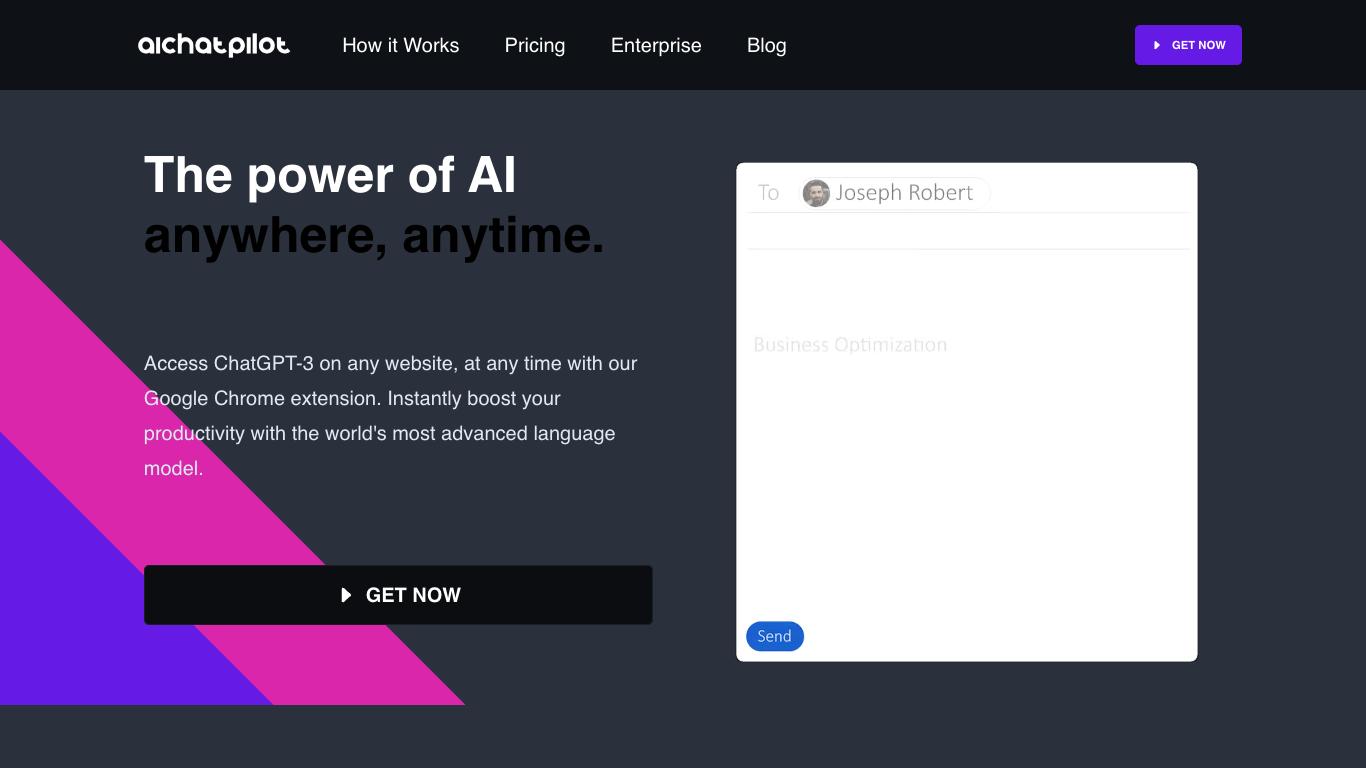 aichatpilot
How it Works
Pricing
Enterprise
Blog
GET NOW
The power of AI
anywhere, anytime.
Access ChatGPT-3 on any website, at any time with our
Google Chrome extension. Instantly boost your
productivity with the world's most advanced language
model.
GET NOW
To Joseph Robert
Business Optimization
Send